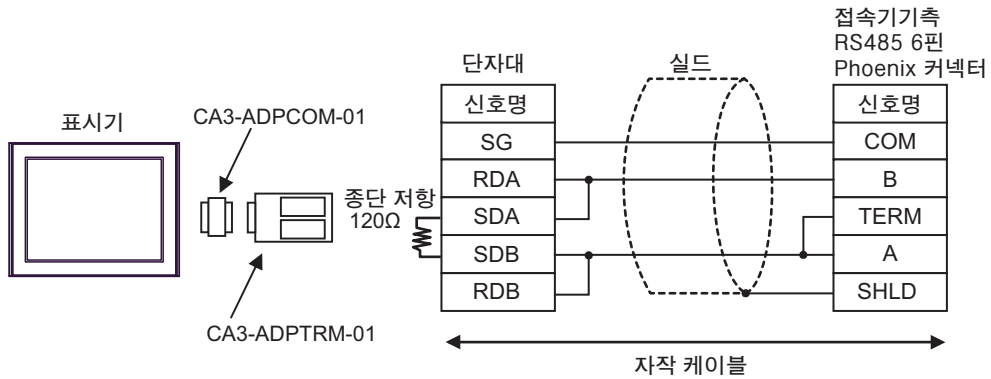 접속기기측
RS485 6핀
Phoenix 커넥터
단자대
실드
신호명
신호명
표시기
CA3-ADPCOM-01
SG
COM
RDA
B
종단 저항
120Ω
SDA
TERM
SDB
A
RDB
SHLD
CA3-ADPTRM-01
자작 케이블